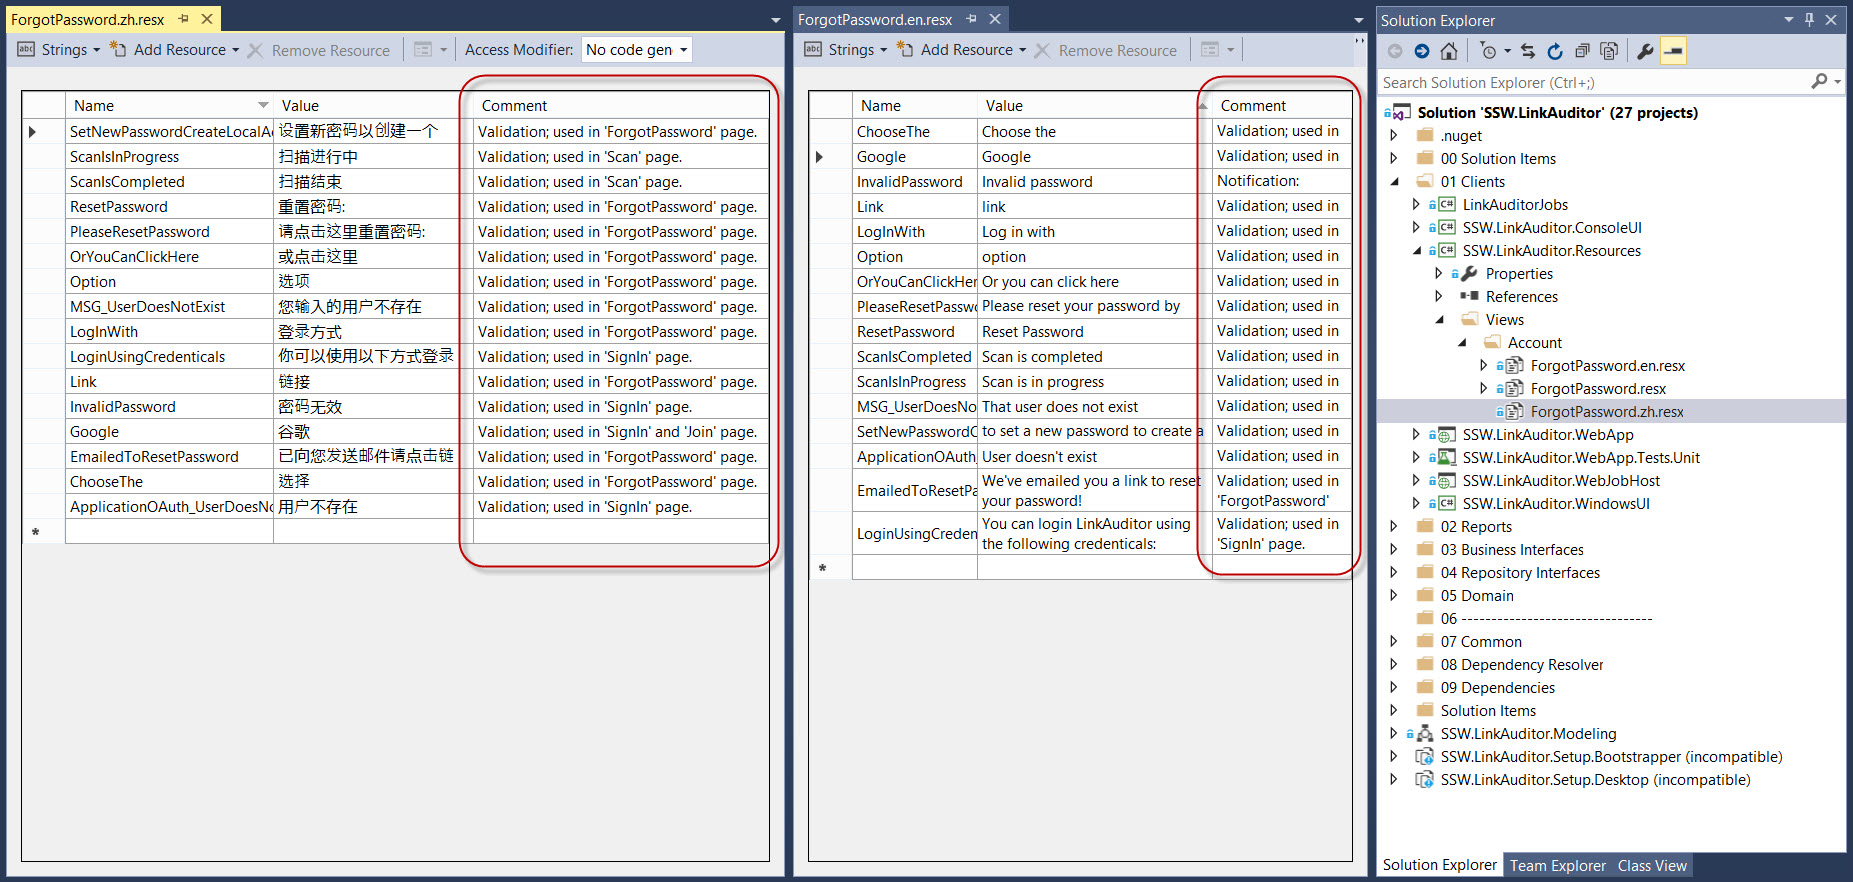 ForgotPassword.zh.resx
Strings Add Resource Remove Resource Access Modifier: No code gen
Name Value Comment
SetNewPasswordCreateLocalAc 设置新密码以创建一个 Validation; used in 'ForgotPassword' page.
ScanIsInProgress 扫描进行中 Validation; used in 'Scan' page.
ScanIsCompleted 扫描结束 Validation; used in 'Scan' page.
ResetPassword 重置密码: Validation; used in 'ForgotPassword' page.
PleaseResetPassword 请点击这里重置密码: Validation; used in 'ForgotPassword' page.
OrYouCanClickHere 或点击这里 Validation; used in 'ForgotPassword' page.
Option 选项 Validation; used in 'ForgotPassword' page.
MSG_UserDoesNotExist 您输入的用户不存在 Validation; used in 'ForgotPassword' page.
LogInWith 登录方式 Validation; used in 'ForgotPassword' page.
LoginUsingCredenticals 你可以使用以下方式登录 Validation; used in 'SignIn' page.
Link 链接 Validation; used in 'ForgotPassword' page.
InvalidPassword 密码无效 Validation; used in 'SignIn' page.
Google 谷歌 Validation; used in 'SignIn' and 'Join' page.
EmailedToResetPassword 已向您发送邮件请点击链 Validation; used in 'ForgotPassword' page.
ChooseThe 选择 Validation; used in 'ForgotPassword' page.
ApplicationOAuth_UserDoesNo 用户不存在 Validation; used in 'SignIn' page.
*
ForgotPassword.en.resx
Strings Add Resource Remove Resource
Name Value Comment
ChooseThe Choose the Validation; used in
Google Google Validation; used in
InvalidPassword Invalid password Notification:
Link link Validation; used in
LogInWith Log in with Validation; used in
Option option Validation; used in
OrYouCanClickHer Or you can click here Validation; used in
PleaseResetPassw Please reset your password by Validation; used in
ResetPassword Reset Password Validation; used in
ScanIsCompleted Scan is completed Validation; used in
ScanIsInProgress Scan is in progress Validation; used in
MSG_UserDoesNo That user does not exist Validation; used in
SetNewPasswordC to set a new password to create a Validation; used in
ApplicationOAuth_ User doesn't exist Validation; used in
EmailedToResetPa We've emailed you a link to reset Validation; used in
your password! 'ForgotPassword'
LoginUsingCreden You can login LinkAuditor using Validation; used in
the following credenticals: 'SignIn' page.
*
Solution Explorer
Search Solution Explorer (Ctrl+;)
Solution 'SSW.LinkAuditor' (27 projects)
.nuget
00 Solution Items
01 Clients
C# LinkAuditorJobs
C# SSW.LinkAuditor.ConsoleUI
C# SSW.LinkAuditor.Resources
Properties
References
Views
Account
ForgotPassword.en.resx
ForgotPassword.resx
ForgotPassword.zh.resx
SSW.LinkAuditor.WebApp
SSW.LinkAuditor.WebApp.Tests.Unit
SSW.LinkAuditor.WebJobHost
C# SSW.LinkAuditor.WindowsUI
02 Reports
03 Business Interfaces
04 Repository Interfaces
05 Domain
06 --------------------------------
07 Common
08 Dependency Resolver
09 Dependencies
Solution Items
SSW.LinkAuditor.Modeling
SSW.LinkAuditor.Setup.Bootstrapper (incompatible)
SSW.LinkAuditor.Setup.Desktop (incompatible)
Solution Explorer Team Explorer Class View